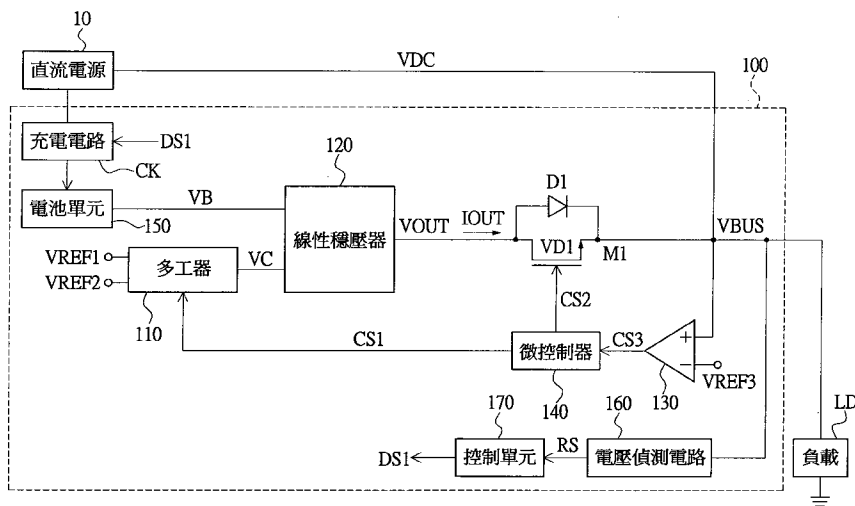 10
直流電源
VDC
100
充電電路
DS1
CK
120
電池單元
VB
150
線性穩壓器
VOUT
IOUT
D1
VD1
M1
VBUS
VREF1
VREF2
多工器
VC
110
CS2
CS1
微控制器
CS3
+
−
VREF3
140
130
170
160
LD
DS1
控制單元
RS
電壓偵測電路
負載